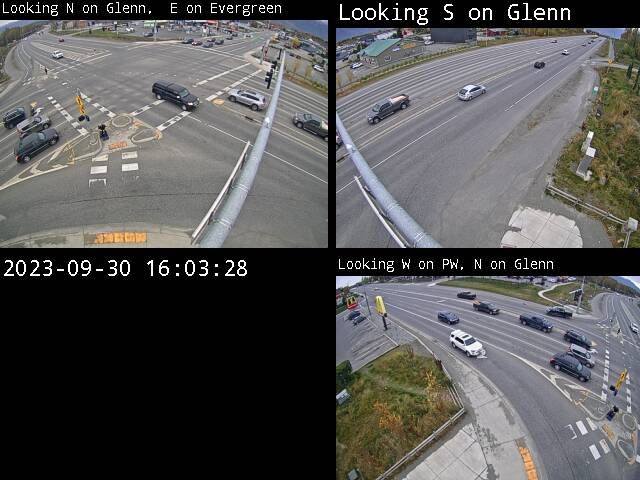 Looking N on Glenn, E on Evergreen
Looking S on Glenn
2023-09-30 16:03:28
Looking W on PW, N on Glenn